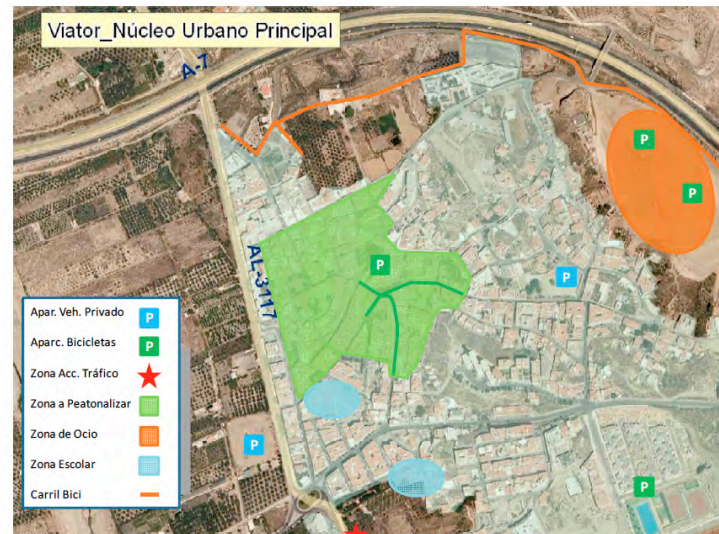 Viator_Núcleo Urbano Principal
A-7
AL-3117
P
P
P
P
Apar. Veh. Privado P
Aparc. Bicicletas P
Zona Acc. Tráfico
Zona a Peatonalizar
Zona de Ocio
Zona Escolar
Carril Bici
P
P